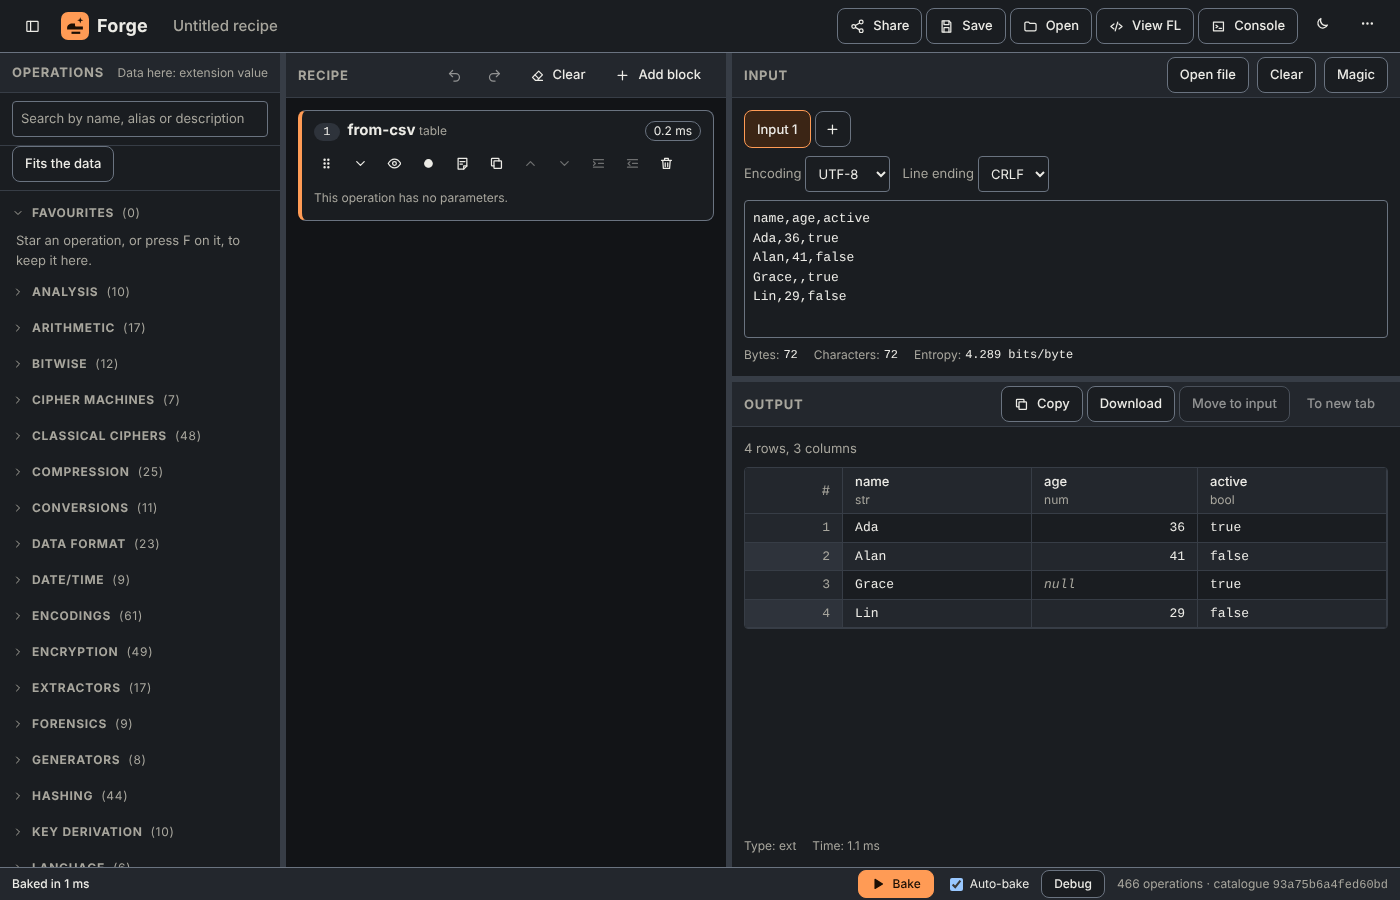 Forge
Untitled recipe
Share
Save
Open
View FL
Console
OPERATIONS
Data here: extension value
Search by name, alias or description
Fits the data
FAVOURITES (0)
Star an operation, or press F on it, to
keep it here.
ANALYSIS (10)
ARITHMETIC (17)
BITWISE (12)
CIPHER MACHINES (7)
CLASSICAL CIPHERS (48)
COMPRESSION (25)
CONVERSIONS (11)
DATA FORMAT (23)
DATE/TIME (9)
ENCODINGS (61)
ENCRYPTION (49)
EXTRACTORS (17)
FORENSICS (9)
GENERATORS (8)
HASHING (44)
KEY DERIVATION (10)
LANGUAGE (6)
RECIPE
Clear
Add block
1 from-csv table 0.2 ms
This operation has no parameters.
INPUT
Open file
Clear
Magic
Input 1
Encoding UTF-8 Line ending CRLF
name,age,active
Ada,36,true
Alan,41,false
Grace,,true
Lin,29,false
Bytes: 72 Characters: 72 Entropy: 4.289 bits/byte
OUTPUT
Copy
Download
Move to input
To new tab
4 rows, 3 columns
# name age active
str num bool
1 Ada 36 true
2 Alan 41 false
3 Grace null true
4 Lin 29 false
Type: ext Time: 1.1 ms
Baked in 1 ms
Bake
Auto-bake
Debug
466 operations · catalogue 93a75b6a4fed60bd